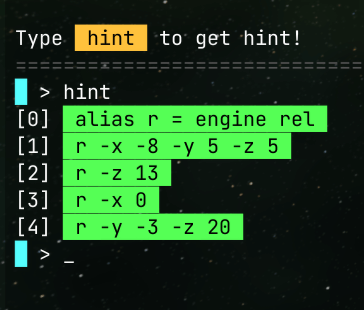 Type hint to get hint!
====================================
> hint
[0] alias r = engine rel
[1] r -x -8 -y 5 -z 5
[2] r -z 13
[3] r -x 0
[4] r -y -3 -z 20
> _